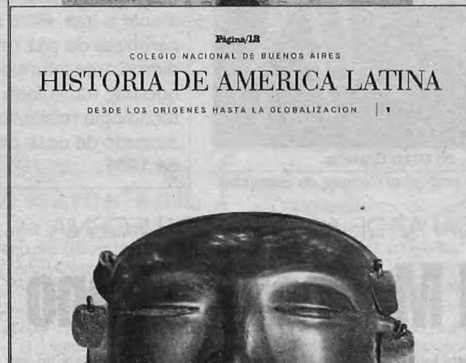 Página/12
COLEGIO NACIONAL DE BUENOS AIRES
HISTORIA DE AMERICA LATINA
DESDE LOS ORIGENES HASTA LA GLOBALIZACION | 1